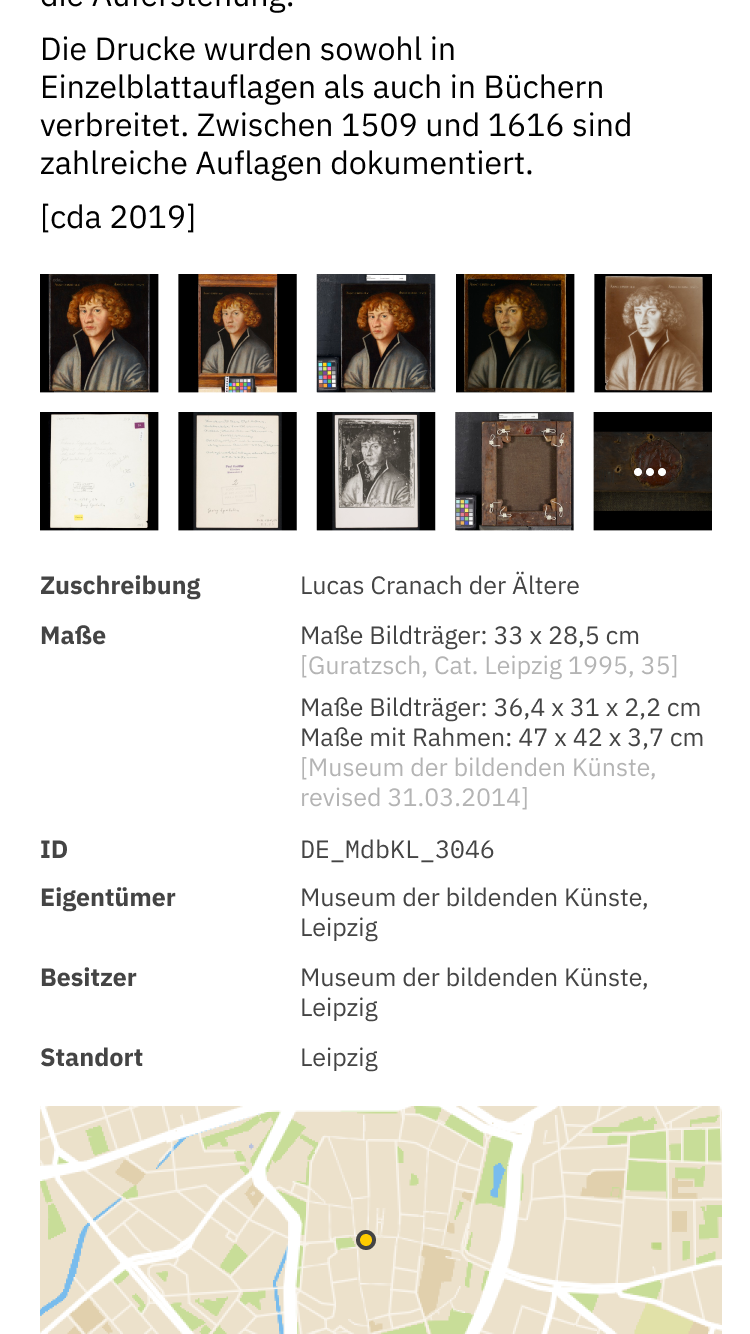 die Auferstehung.
Die Drucke wurden sowohl in
Einzelblattauflagen als auch in Büchern
verbreitet. Zwischen 1509 und 1616 sind
zahlreiche Auflagen dokumentiert.
[cda 2019]
Zuschreibung
Lucas Cranach der Ältere
Maße
Maße Bildträger: 33 x 28,5 cm
[Guratzsch, Cat. Leipzig 1995, 35]
Maße Bildträger: 36,4 x 31 x 2,2 cm
Maße mit Rahmen: 47 x 42 x 3,7 cm
[Museum der bildenden Künste,
revised 31.03.2014]
ID
DE_MdbKL_3046
Eigentümer
Museum der bildenden Künste,
Leipzig
Besitzer
Museum der bildenden Künste,
Leipzig
Standort
Leipzig